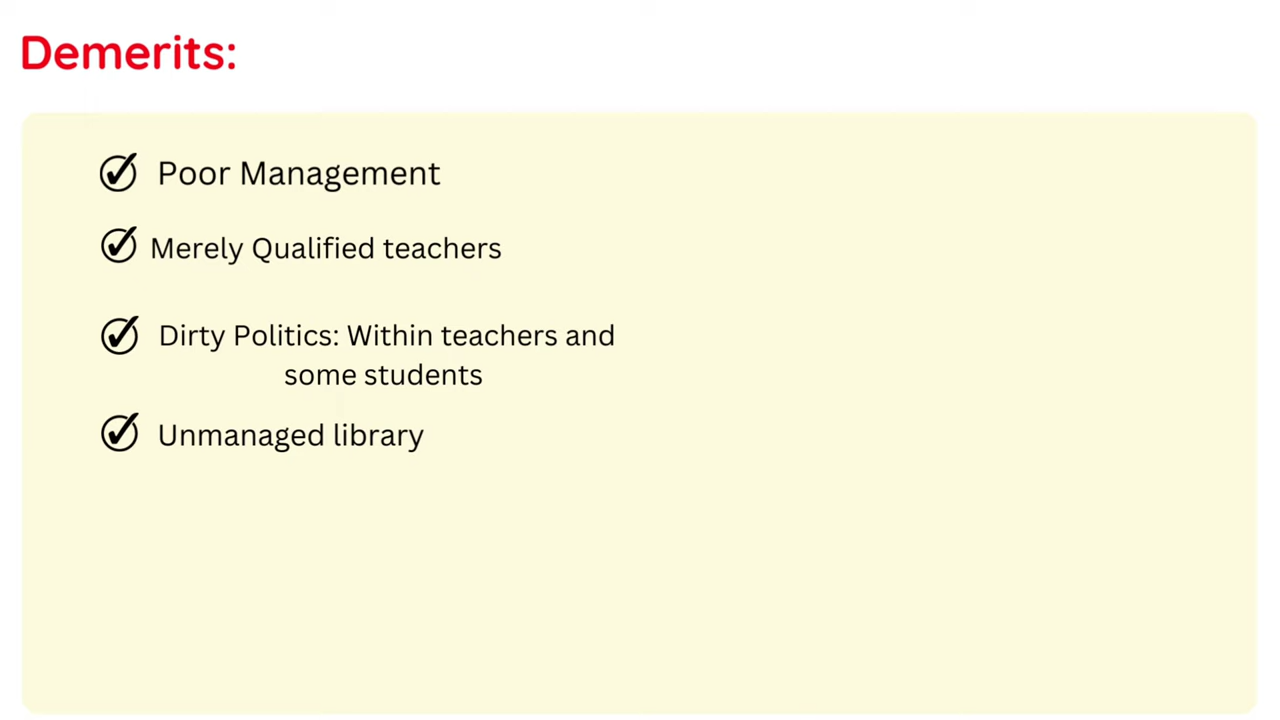 Demerits:
Poor Management
Merely Qualified teachers
Dirty Politics: Within teachers and
some students
Unmanaged library